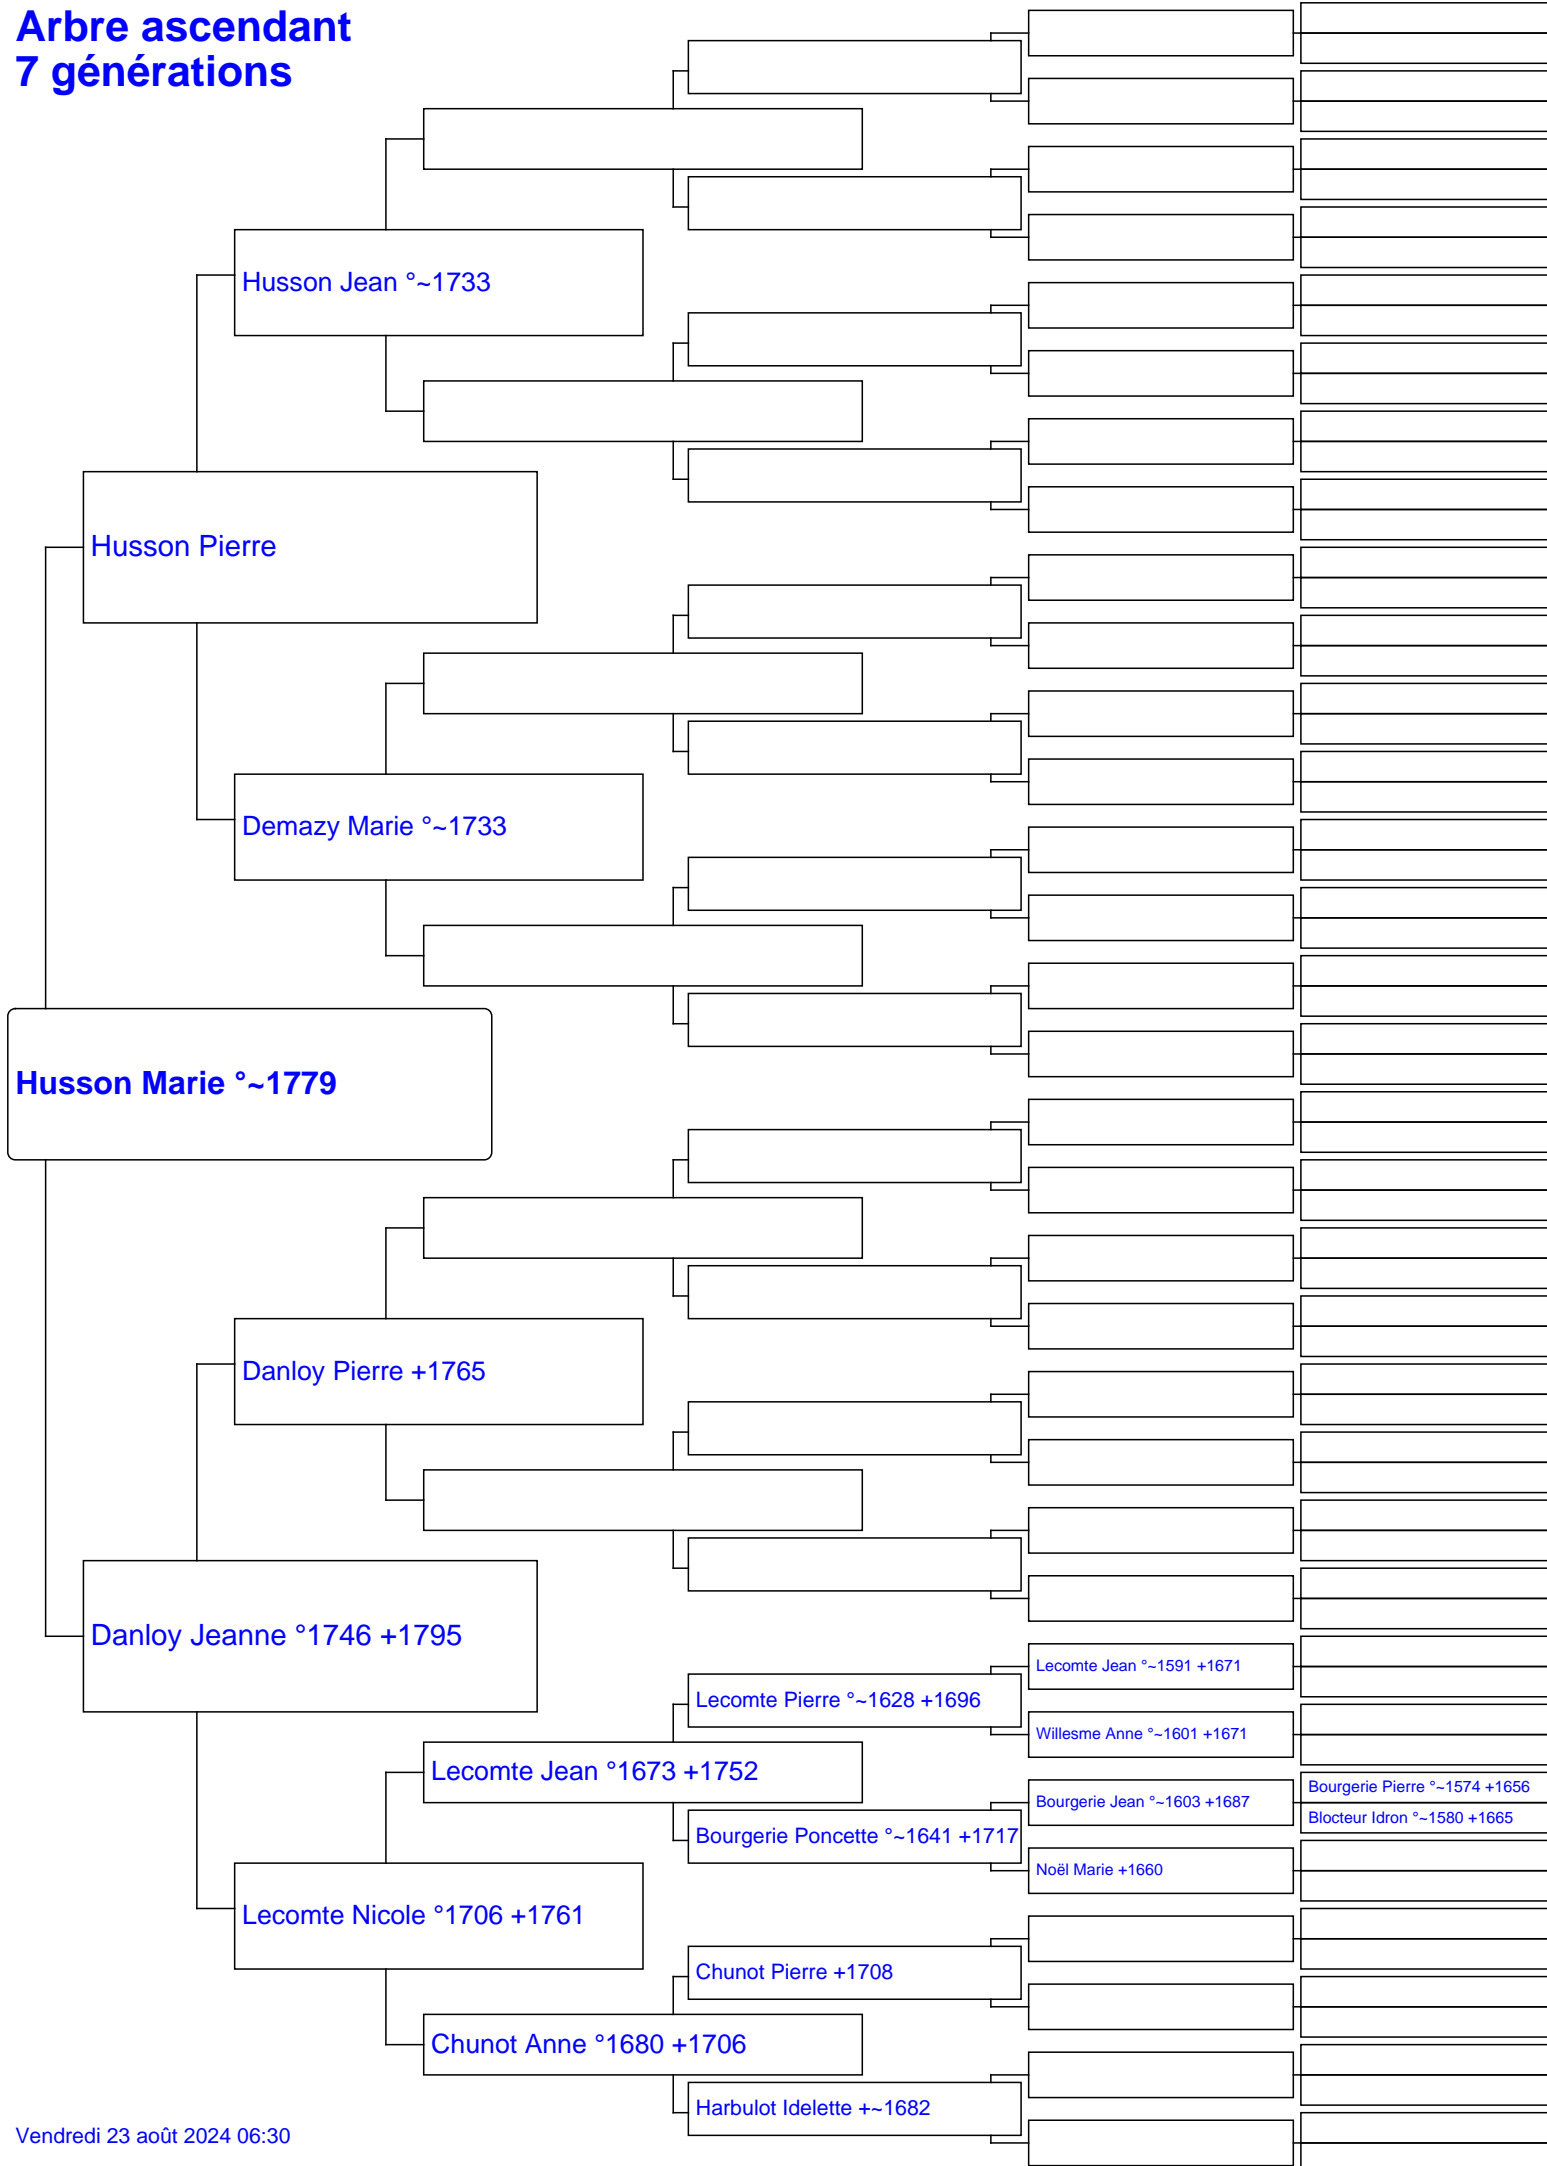 Arbre ascendant
7 générations
Husson Jean °~1733
Husson Pierre
Demazy Marie °~1733
Husson Marie °~1779
Danloy Pierre +1765
Danloy Jeanne °1746 +1795
Lecomte Jean °~1591 +1671
Lecomte Pierre °~1628 +1696
Willesme Anne °~1601 +1671
Lecomte Jean °1673 +1752
Bourgerie Pierre °~1574 +1656
Bourgerie Jean °~1603 +1687
Blocteur Idron °~1580 +1665
Bourgerie Poncette °~1641 +1717
Noël Marie +1660
Lecomte Nicole °1706 +1761
Chunot Pierre +1708
Chunot Anne °1680 +1706
Harbulot Idelette +~1682
Vendredi 23 août 2024 06:30